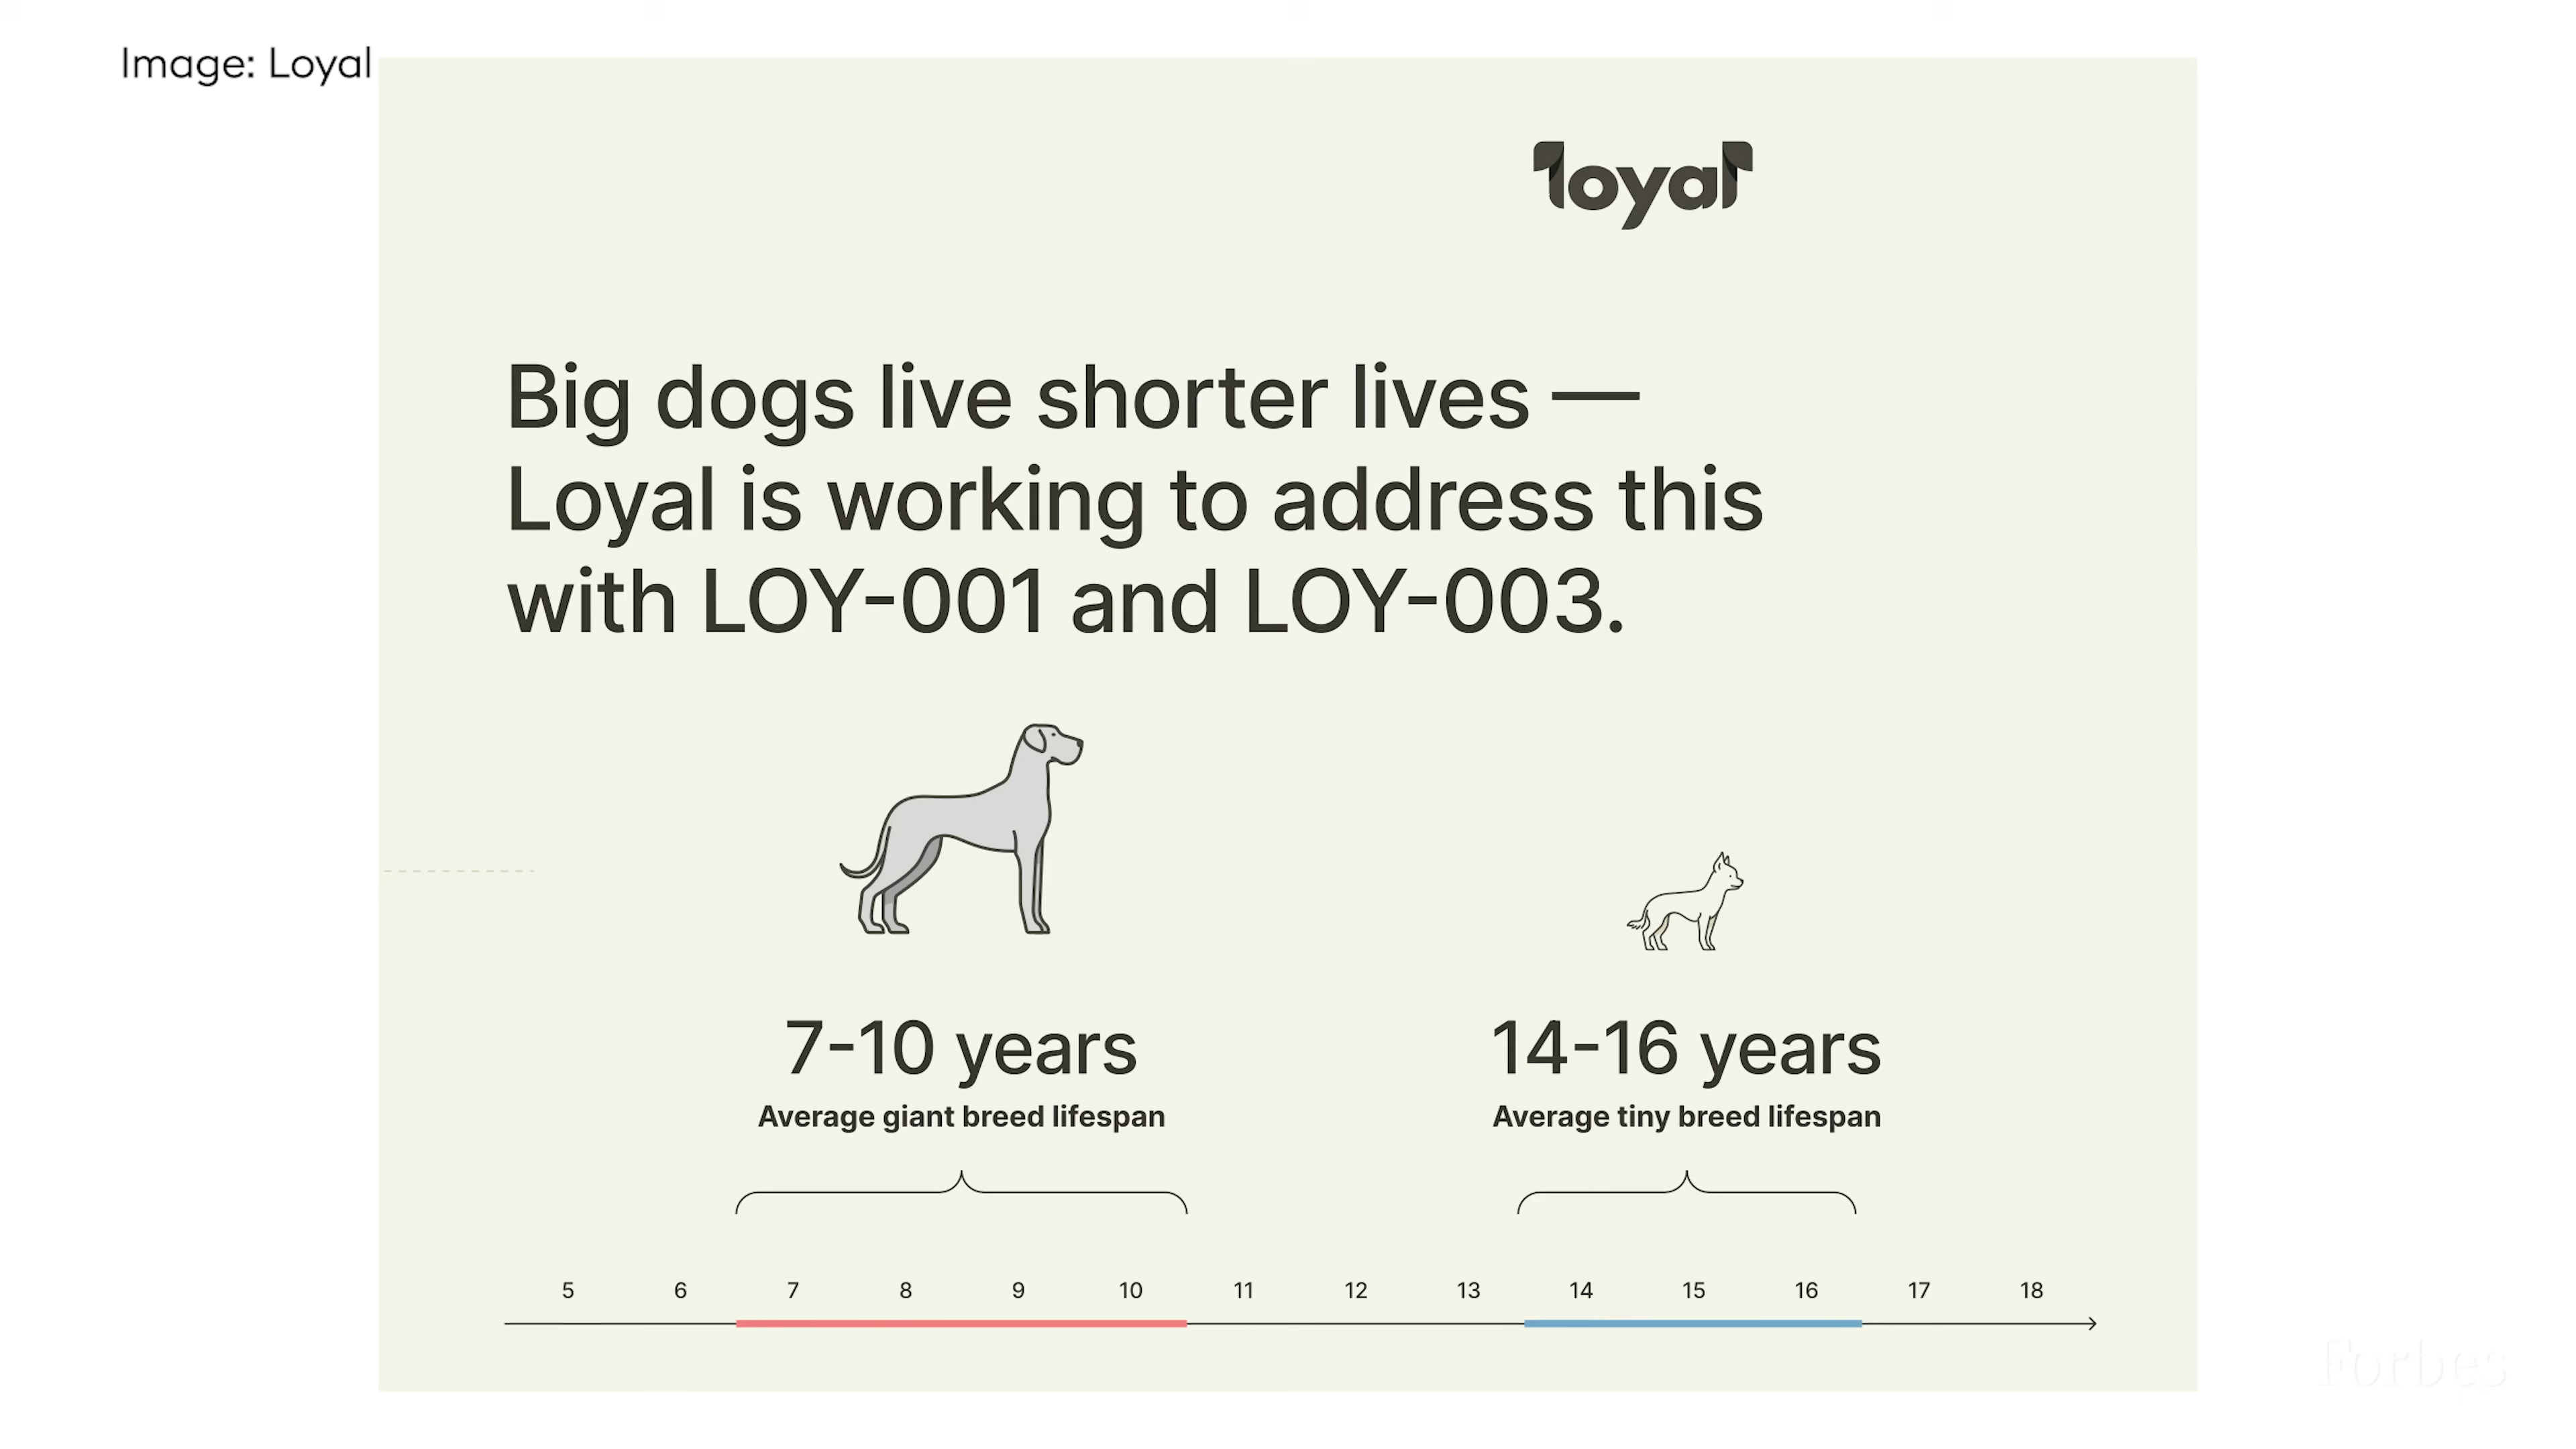 Image: Loyal
loyal
Big dogs live shorter lives —
Loyal is working to address this
with LOY-001 and LOY-003.
7-10 years
Average giant breed lifespan
14-16 years
Average tiny breed lifespan
5 6 7 8 9 10 11 12 13 14 15 16 17 18
Forbes